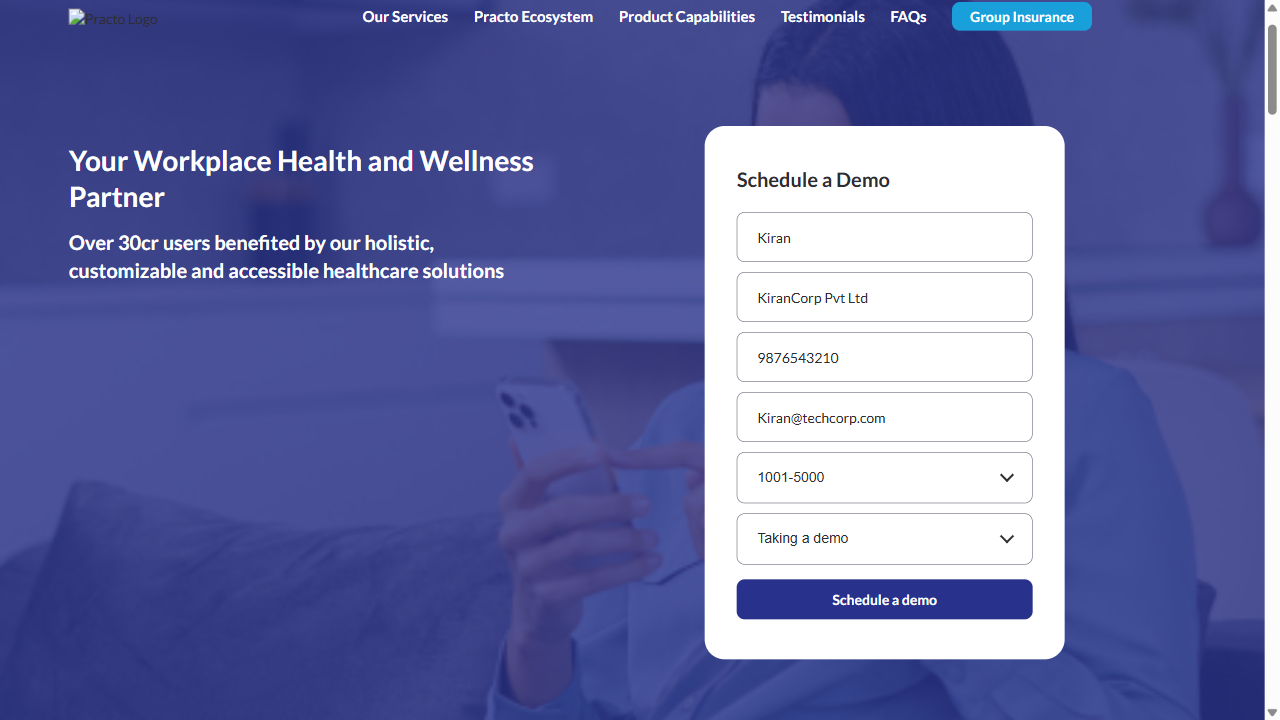 Practo Logo
Our Services Practo Ecosystem Product Capabilities Testimonials FAQs Group Insurance
Your Workplace Health and Wellness
Partner
Over 30cr users benefited by our holistic,
customizable and accessible healthcare solutions
Schedule a Demo
Kiran
KiranCorp Pvt Ltd
9876543210
Kiran@techcorp.com
1001-5000
Taking a demo
Schedule a demo